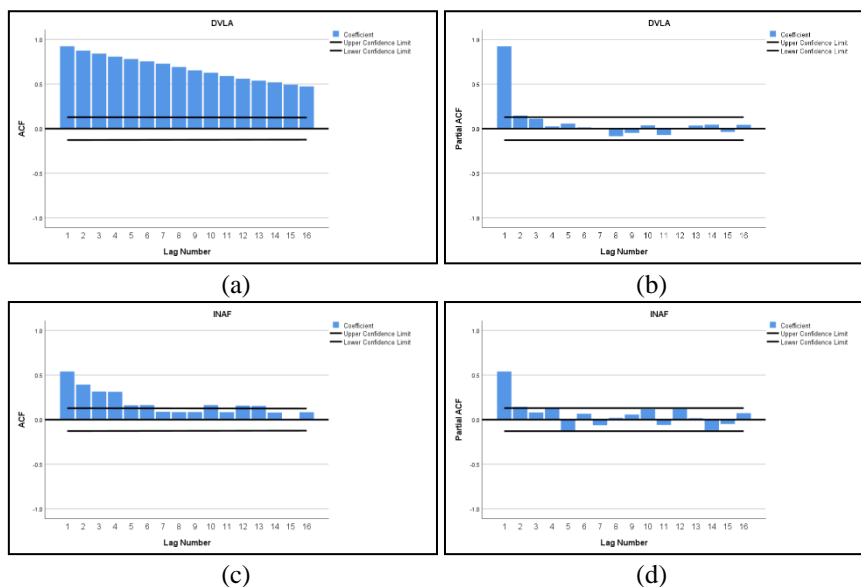 DVLA
Coefficient
Upper Confidence Limit
Lower Confidence Limit
1.0
0.5
0.0
-0.5
-1.0
ACF
1 2 3 4 5 6 7 8 9 10 11 12 13 14 15 16
Lag Number
(a)
DVLA
Coefficient
Upper Confidence Limit
Lower Confidence Limit
1.0
0.5
0.0
-0.5
-1.0
Partial ACF
1 2 3 4 5 6 7 8 9 10 11 12 13 14 15 16
Lag Number
(b)
INAF
Coefficient
Upper Confidence Limit
Lower Confidence Limit
1.0
0.5
0.0
-0.5
-1.0
ACF
1 2 3 4 5 6 7 8 9 10 11 12 13 14 15 16
Lag Number
(c)
INAF
Coefficient
Upper Confidence Limit
Lower Confidence Limit
1.0
0.5
0.0
-0.5
-1.0
Partial ACF
1 2 3 4 5 6 7 8 9 10 11 12 13 14 15 16
Lag Number
(d)